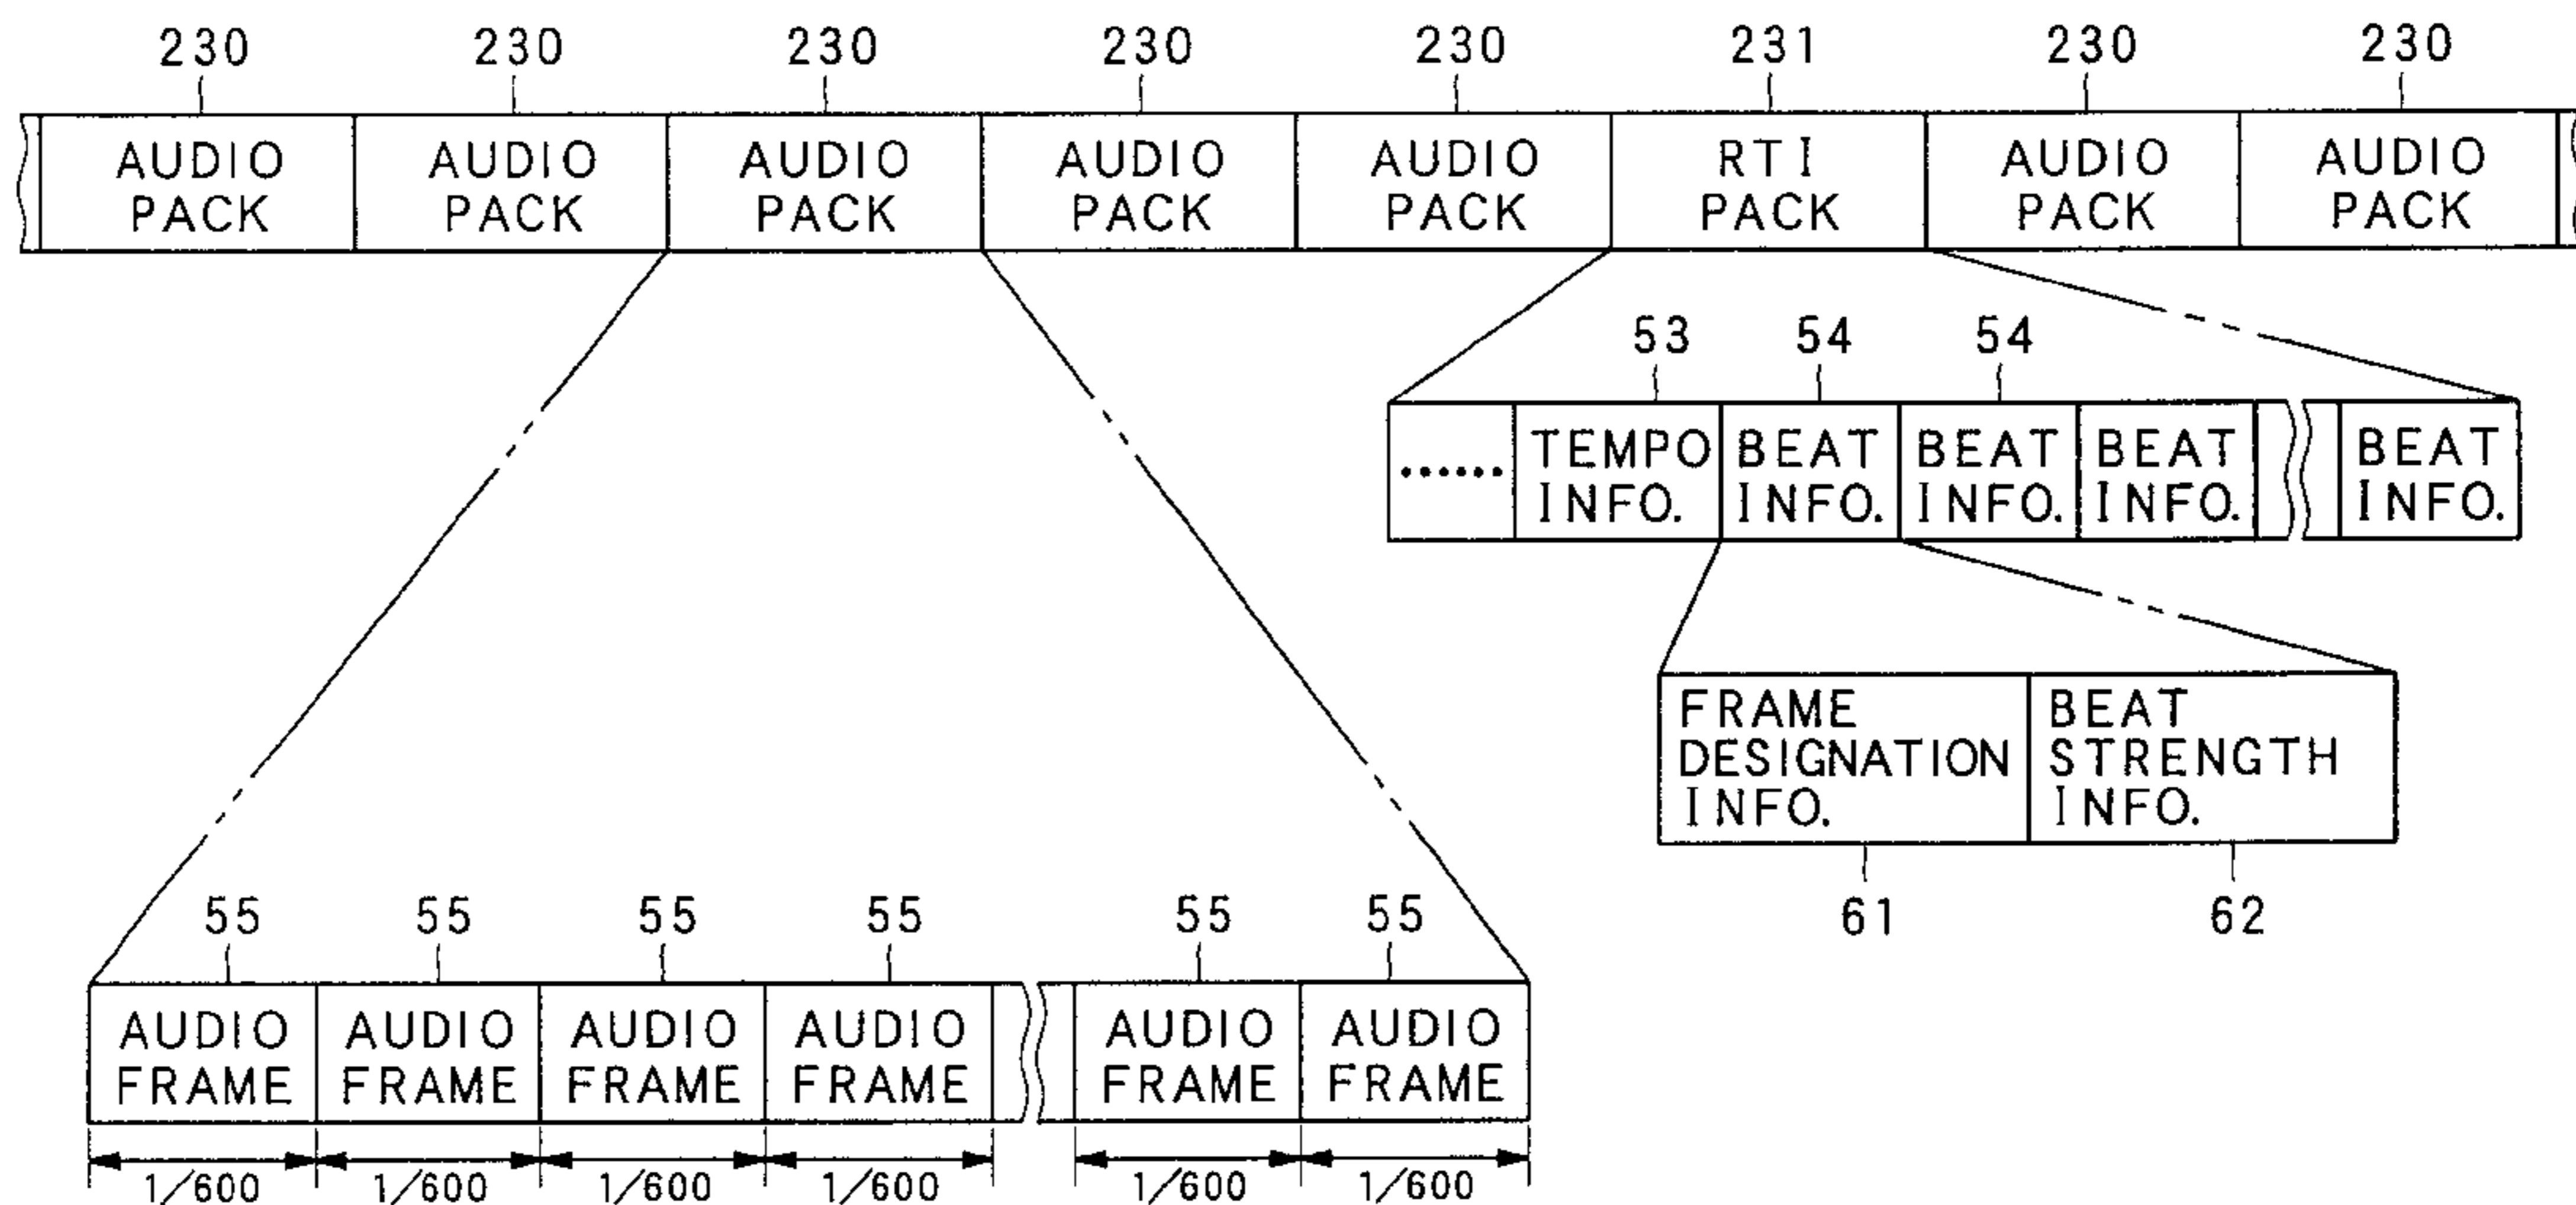 230 230 230 230 230 231 230 230
AUDIO AUDIO AUDIO AUDIO AUDIO RTI AUDIO AUDIO
PACK PACK PACK PACK PACK PACK PACK PACK
53 54 54
...... TEMPO BEAT BEAT BEAT BEAT
INFO. INFO. INFO. INFO. INFO.
FRAME BEAT
DESIGNATION STRENGTH
INFO. INFO.
61 62
55 55 55 55 55 55
AUDIO AUDIO AUDIO AUDIO AUDIO AUDIO
FRAME FRAME FRAME FRAME FRAME FRAME
1/600 1/600 1/600 1/600 1/600 1/600